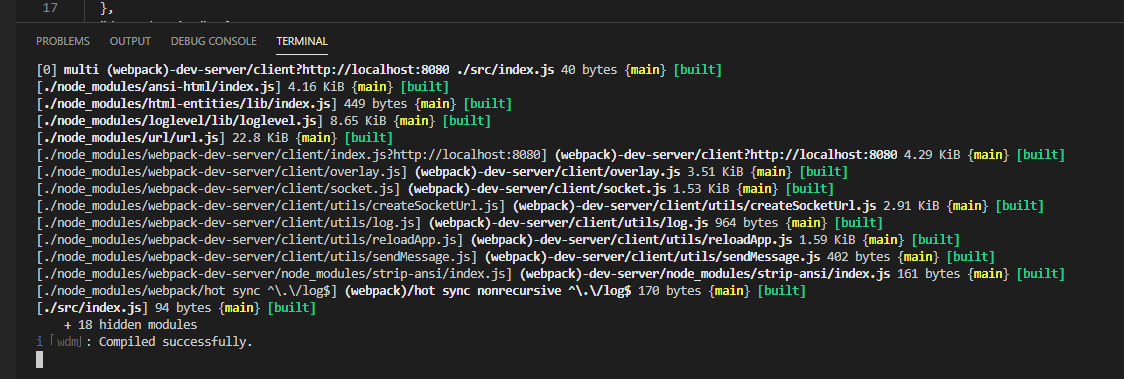 17 },
PROBLEMS OUTPUT DEBUG CONSOLE TERMINAL
[0] multi (webpack)-dev-server/client?http://localhost:8080 ./src/index.js 40 bytes {main} [built]
[./node_modules/ansi-html/index.js] 4.16 KiB {main} [built]
[./node_modules/html-entities/lib/index.js] 449 bytes {main} [built]
[./node_modules/loglevel/lib/loglevel.js] 8.65 KiB {main} [built]
[./node_modules/url/url.js] 22.8 KiB {main} [built]
[./node_modules/webpack-dev-server/client/index.js?http://localhost:8080] (webpack)-dev-server/client?http://localhost:8080 4.29 KiB {main} [built]
[./node_modules/webpack-dev-server/client/overlay.js] (webpack)-dev-server/client/overlay.js 3.51 KiB {main} [built]
[./node_modules/webpack-dev-server/client/socket.js] (webpack)-dev-server/client/socket.js 1.53 KiB {main} [built]
[./node_modules/webpack-dev-server/client/utils/createSocketUrl.js] (webpack)-dev-server/client/utils/createSocketUrl.js 2.91 KiB {main} [built]
[./node_modules/webpack-dev-server/client/utils/log.js] (webpack)-dev-server/client/utils/log.js 964 bytes {main} [built]
[./node_modules/webpack-dev-server/client/utils/reloadApp.js] (webpack)-dev-server/client/utils/reloadApp.js 1.59 KiB {main} [built]
[./node_modules/webpack-dev-server/client/utils/sendMessage.js] (webpack)-dev-server/client/utils/sendMessage.js 402 bytes {main} [built]
[./node_modules/webpack-dev-server/node_modules/strip-ansi/index.js] (webpack)-dev-server/node_modules/strip-ansi/index.js 161 bytes {main} [built]
[./node_modules/webpack/hot sync ^\.\/log$] (webpack)/hot sync nonrecursive ^\.\/log$ 170 bytes {main} [built]
[./src/index.js] 94 bytes {main} [built]
+ 18 hidden modules
i ｢wdm｣: Compiled successfully.